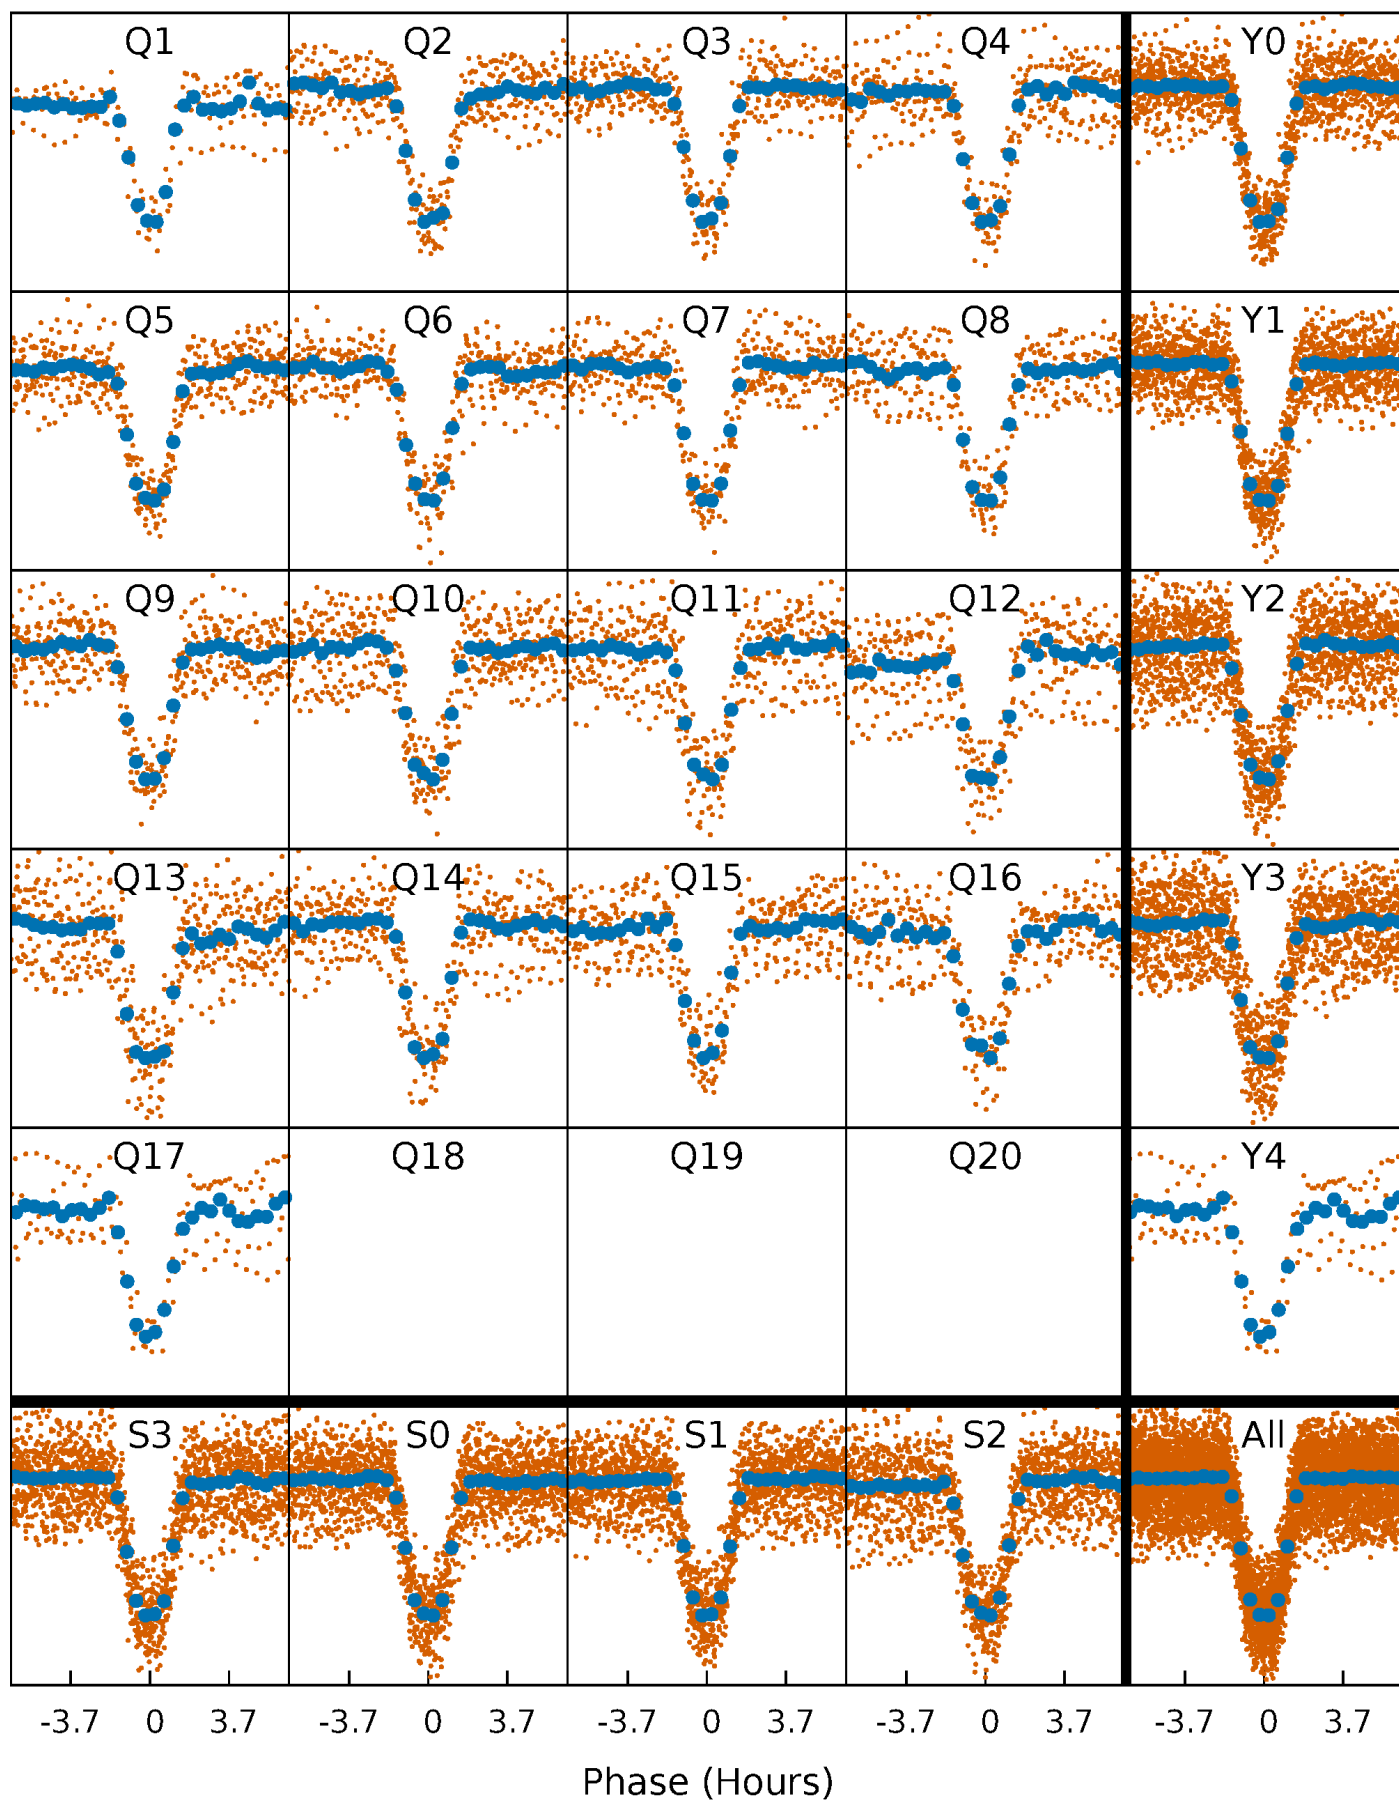 Q1 Q2 Q3 Q4 Y0
Q5 Q6 Q7 Q8 Y1
Q9 Q10 Q11 Q12 Y2
Q13 Q14 Q15 Q16 Y3
Q17 Q18 Q19 Q20 Y4
S3 S0 S1 S2 All
-3.7 0 3.7 -3.7 0 3.7 -3.7 0 3.7 -3.7 0 3.7 -3.7 0 3.7
Phase (Hours)